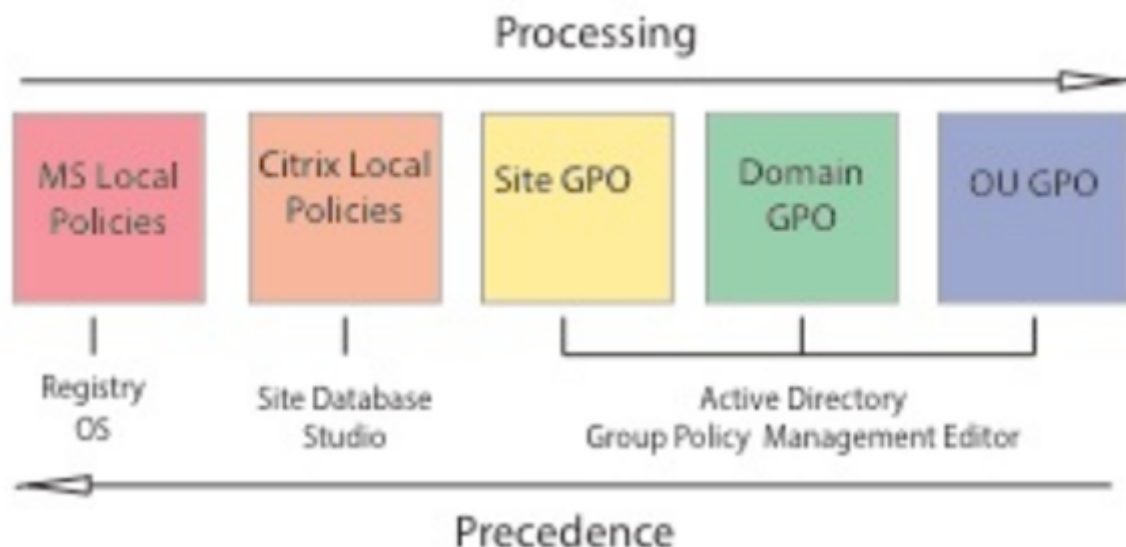 Processing
MS Local
Policies
Citrix Local
Policies
Site GPO
Domain
GPO
OU GPO
Registry
OS
Site Database
Studio
Active Directory
Group Policy Management Editor
Precedence